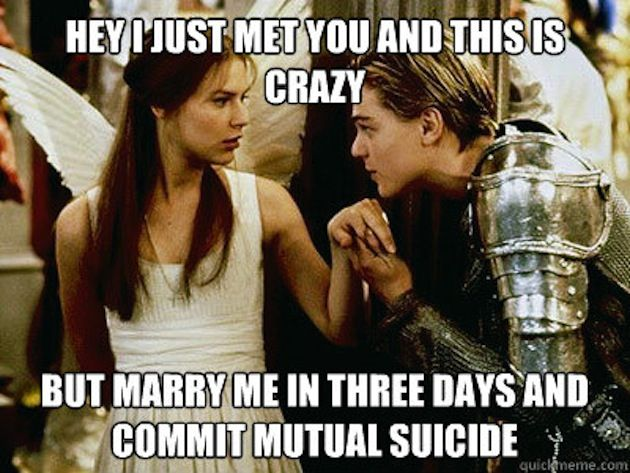 HEY I JUST MET YOU AND THIS IS
CRAZY
BUT MARRY ME IN THREE DAYS AND
COMMIT MUTUAL SUICIDE
quickmeme.com